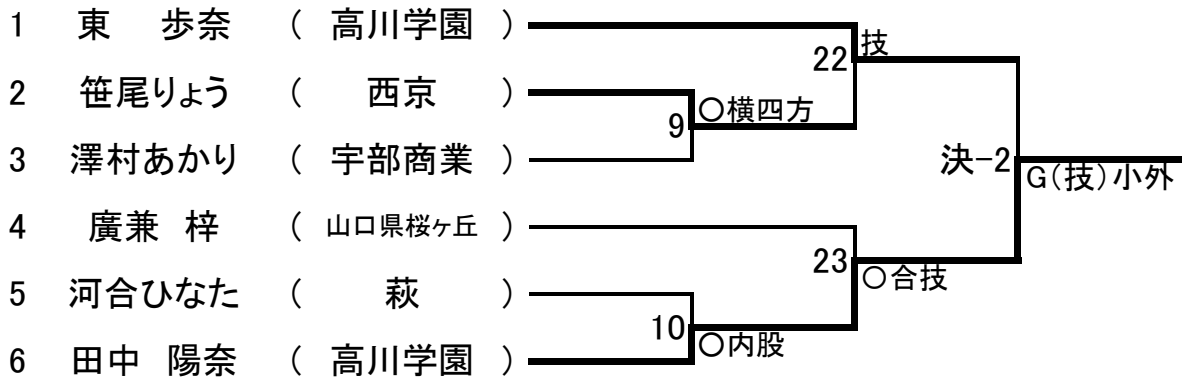 1 東 歩奈 ( 高川学園 )
22 技
2 笹尾りょう ( 西京 )
9 〇横四方
3 澤村あかり ( 宇部商業 )
決-2 G(技)小外
4 廣兼 梓 ( 山口県桜ヶ丘 )
23 〇合技
5 河合ひなた ( 萩 )
10 〇内股
6 田中 陽奈 ( 高川学園 )